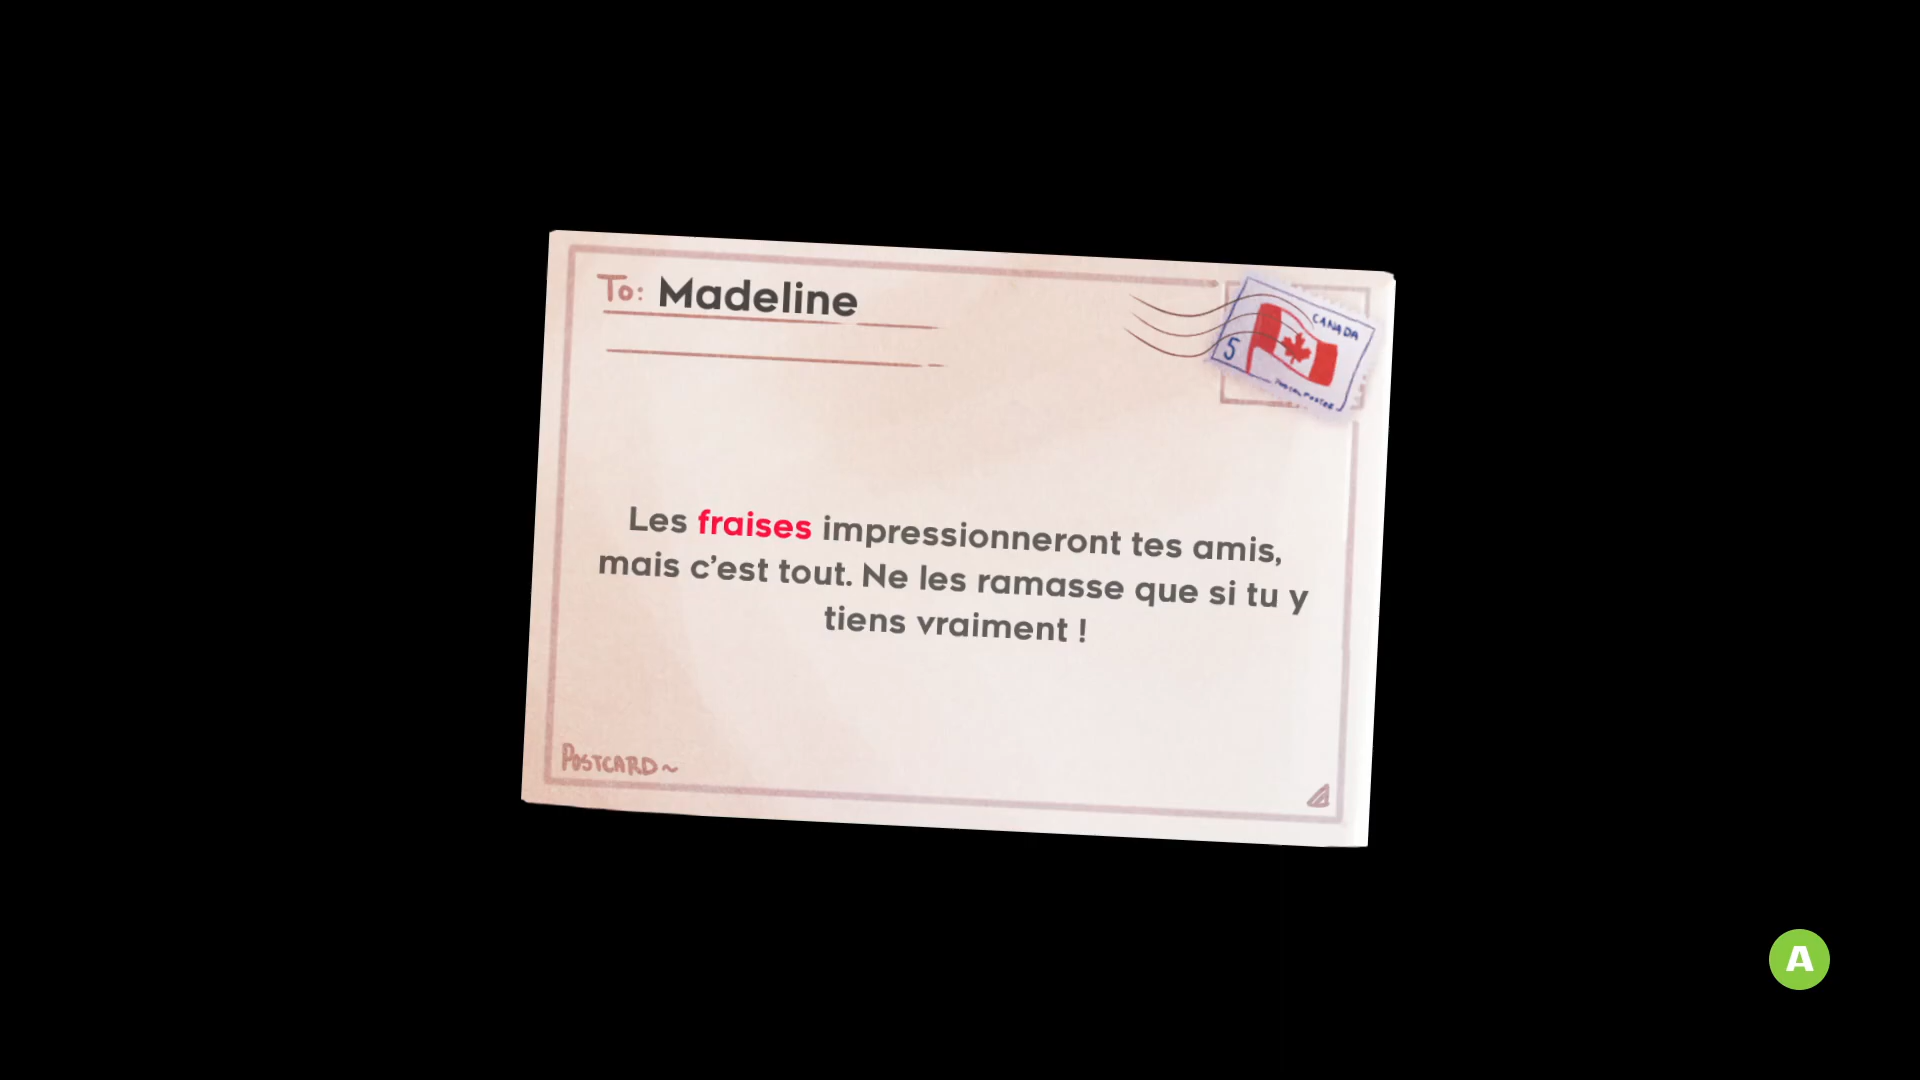 To: Madeline
CANADA
5
Les fraises impressionneront tes amis,
mais c’est tout. Ne les ramasse que si tu y
tiens vraiment !
POSTCARD~
A